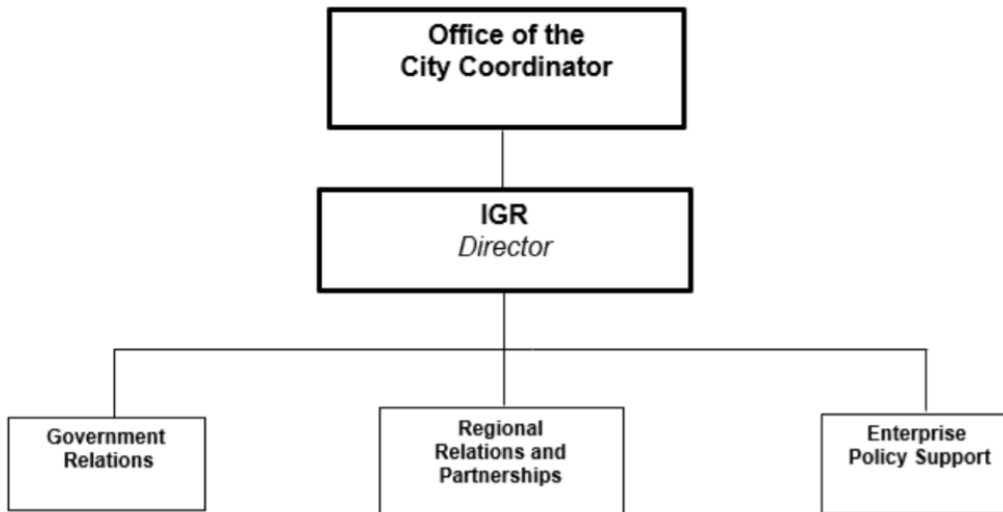 Office of the
City Coordinator
IGR
Director
Government
Relations
Regional
Relations and
Partnerships
Enterprise
Policy Support